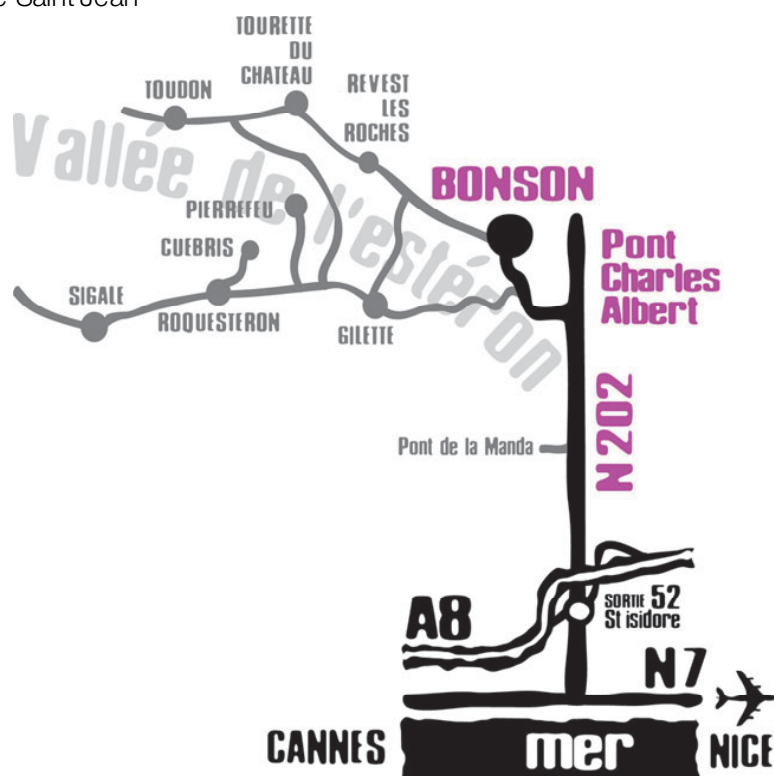 e Saint Jean
TOURETTE
DU
CHATEAU
TOUDON
REVEST
LES
ROCHES
Vallée de l'estéron
BONSON
PIERREFEU
CUEBRIS
Pont
Charles
Albert
SIGALE
ROQUESTERON
GILETTE
N202
Pont de la Manda
A8
SORTIE 52
St isidore
N7
CANNES
mer
NICE